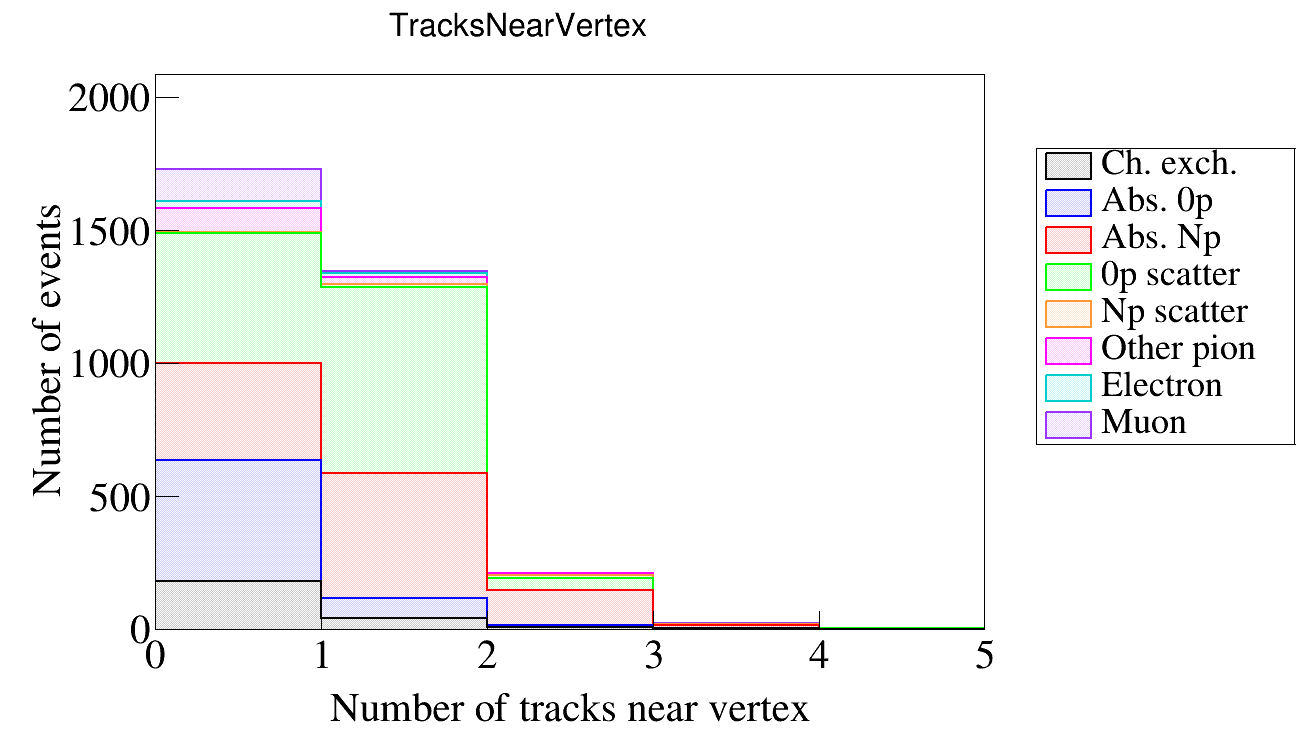 TracksNearVertex
Number of events
2000
1500
1000
500
0
0 1 2 3 4 5
Number of tracks near vertex
Ch. exch.
Abs. 0p
Abs. Np
0p scatter
Np scatter
Other pion
Electron
Muon